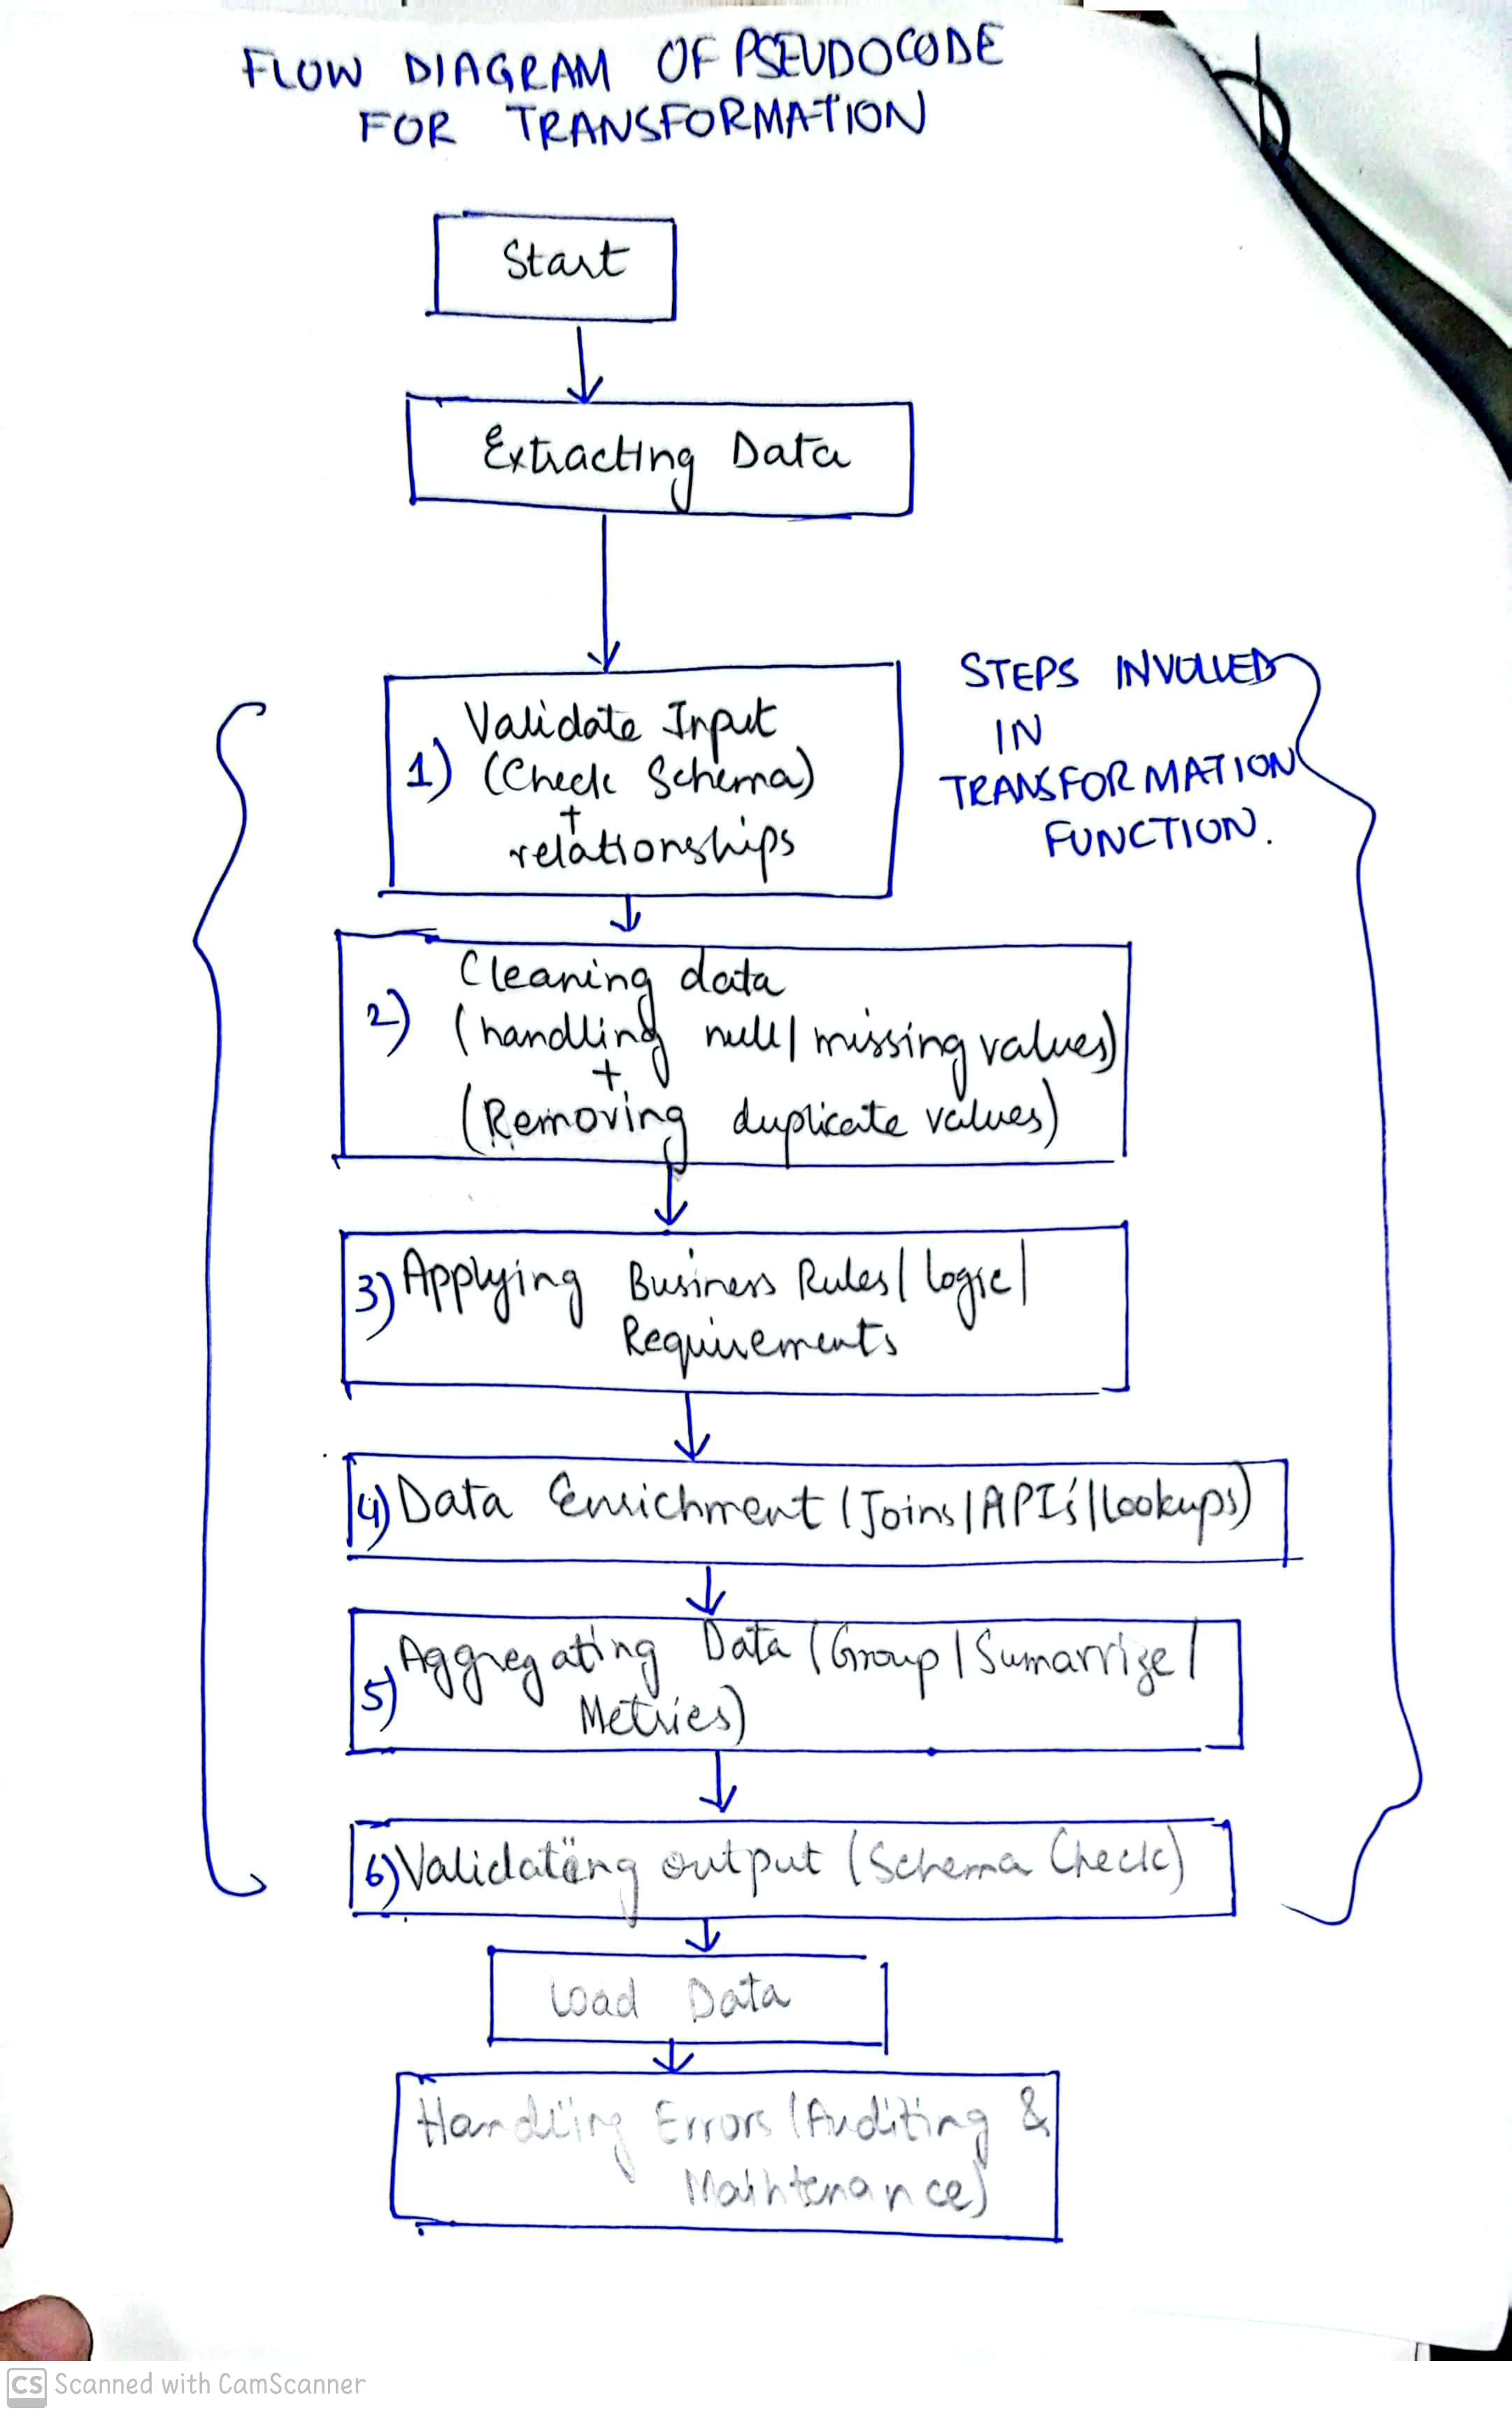 FLOW DIAGRAM OF PSEUDOCODE
FOR TRANSFORMATION
Start
Extracting Data
STEPS INVOLVED
IN
TRANSFORMATION
FUNCTION.
Validate Input
1) (Check Schema)
+
relationships
Cleaning data
2) (handling null/missing values)
+
(Removing duplicate values)
3) Applying Business Rules/logic/
Requirements
4) Data Enrichment (Joins/API's/Lookups)
5) Aggregating Data (Group/Sumarrize/
Metrics)
6) Validating output (Schema Check)
Load Data
Handling Errors (Auditing &
Maintenance)
CS Scanned with CamScanner